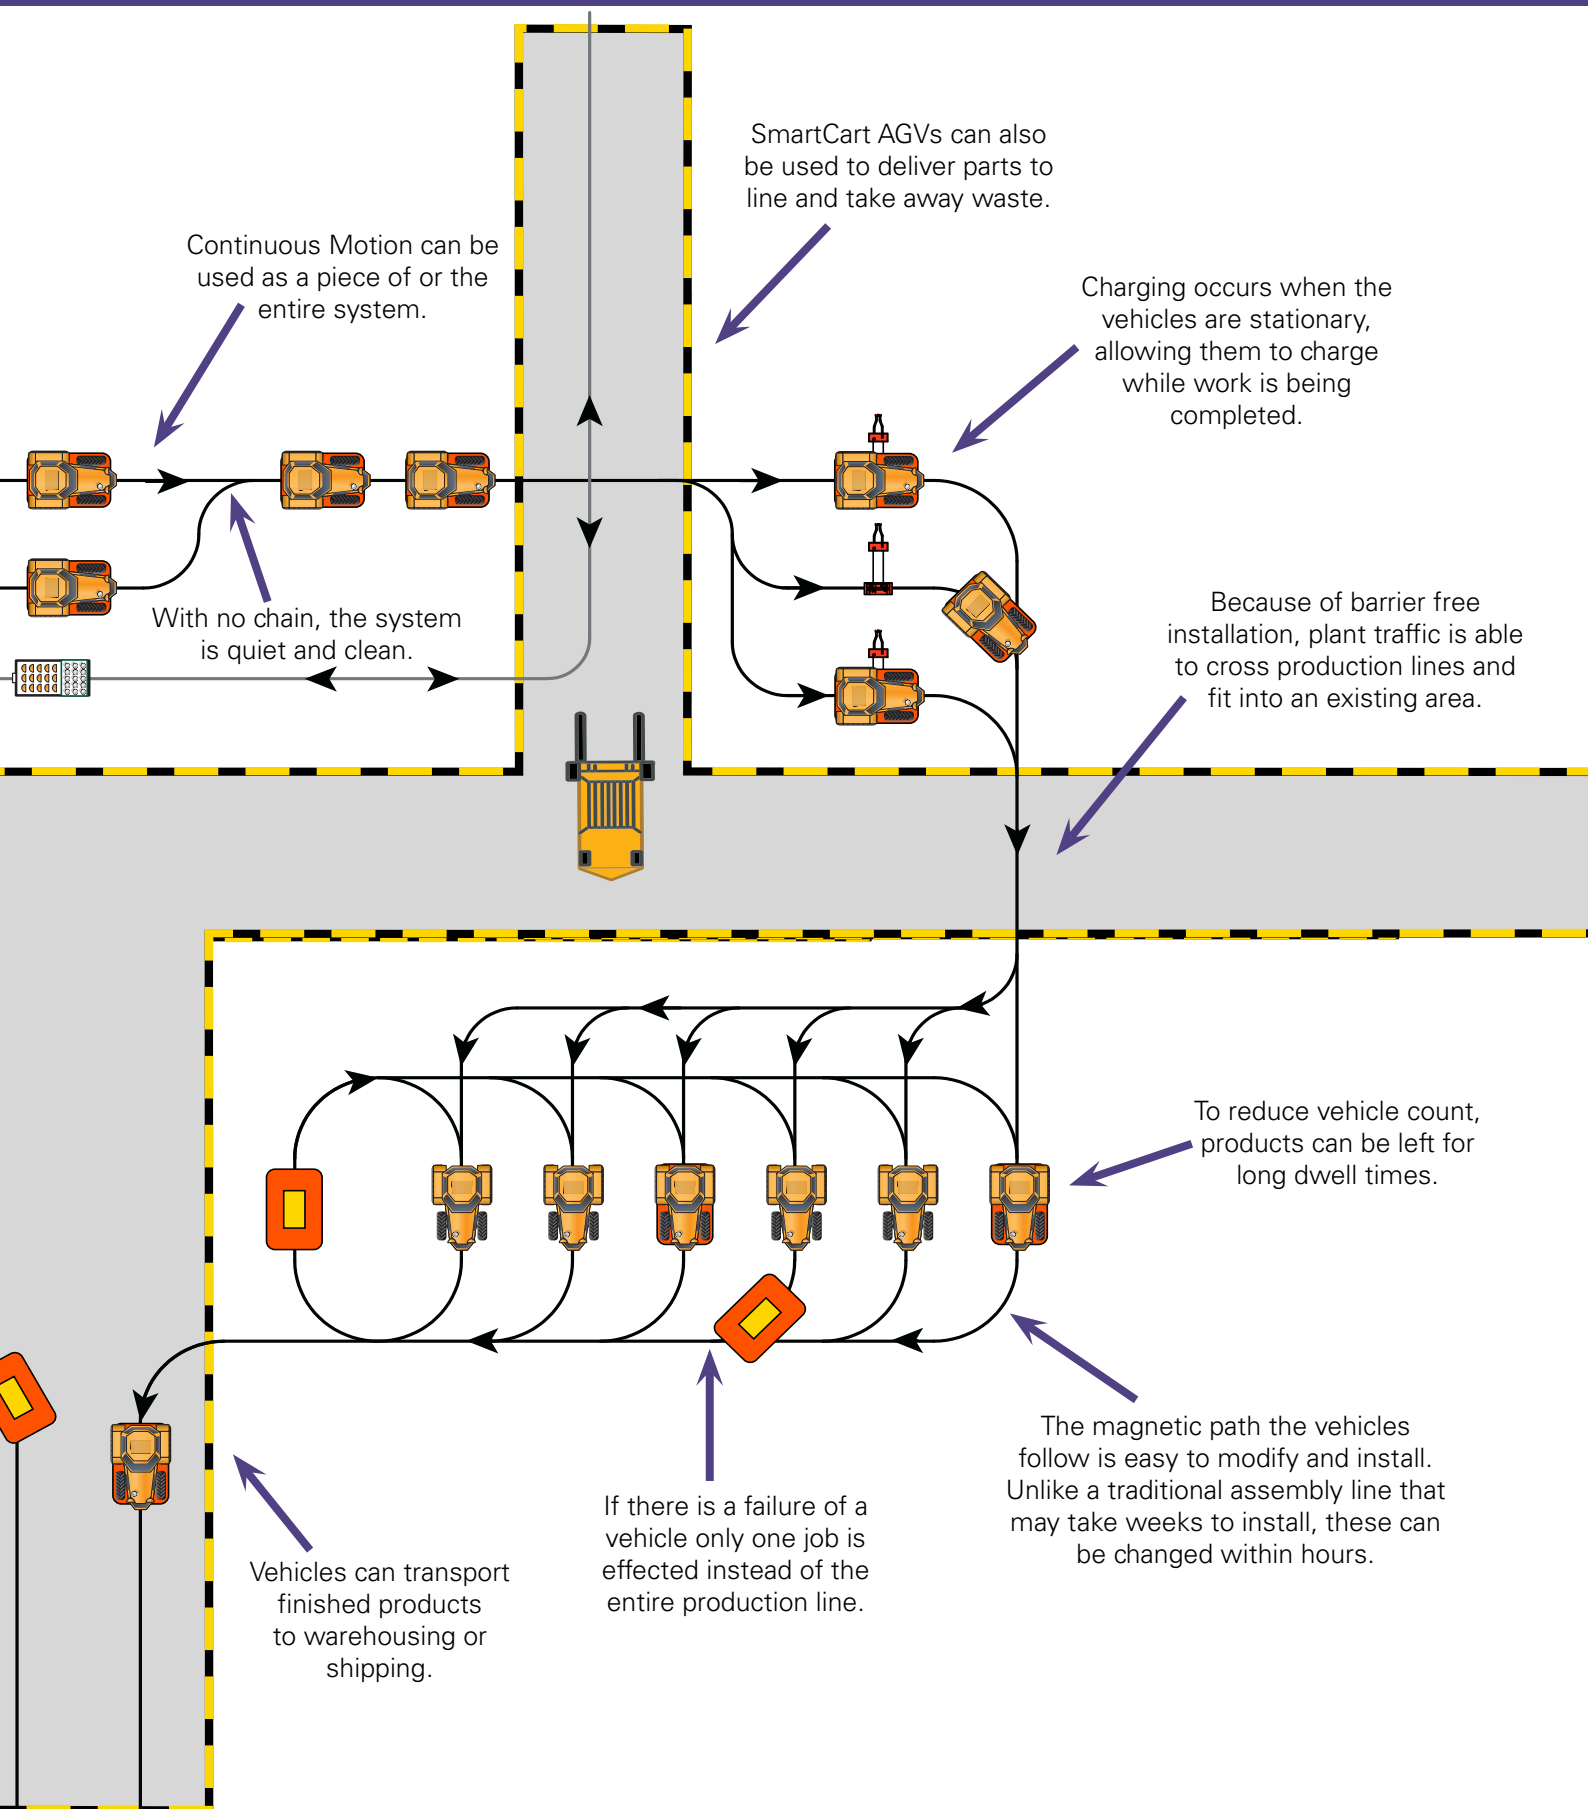 SmartCart AGVs can also
be used to deliver parts to
line and take away waste.
Continuous Motion can be
used as a piece of or the
entire system.
Charging occurs when the
vehicles are stationary,
allowing them to charge
while work is being
completed.
With no chain, the system
is quiet and clean.
Because of barrier free
installation, plant traffic is able
to cross production lines and
fit into an existing area.
To reduce vehicle count,
products can be left for
long dwell times.
The magnetic path the vehicles
follow is easy to modify and install.
Unlike a traditional assembly line that
may take weeks to install, these can
be changed within hours.
If there is a failure of a
vehicle only one job is
effected instead of the
entire production line.
Vehicles can transport
finished products
to warehousing or
shipping.